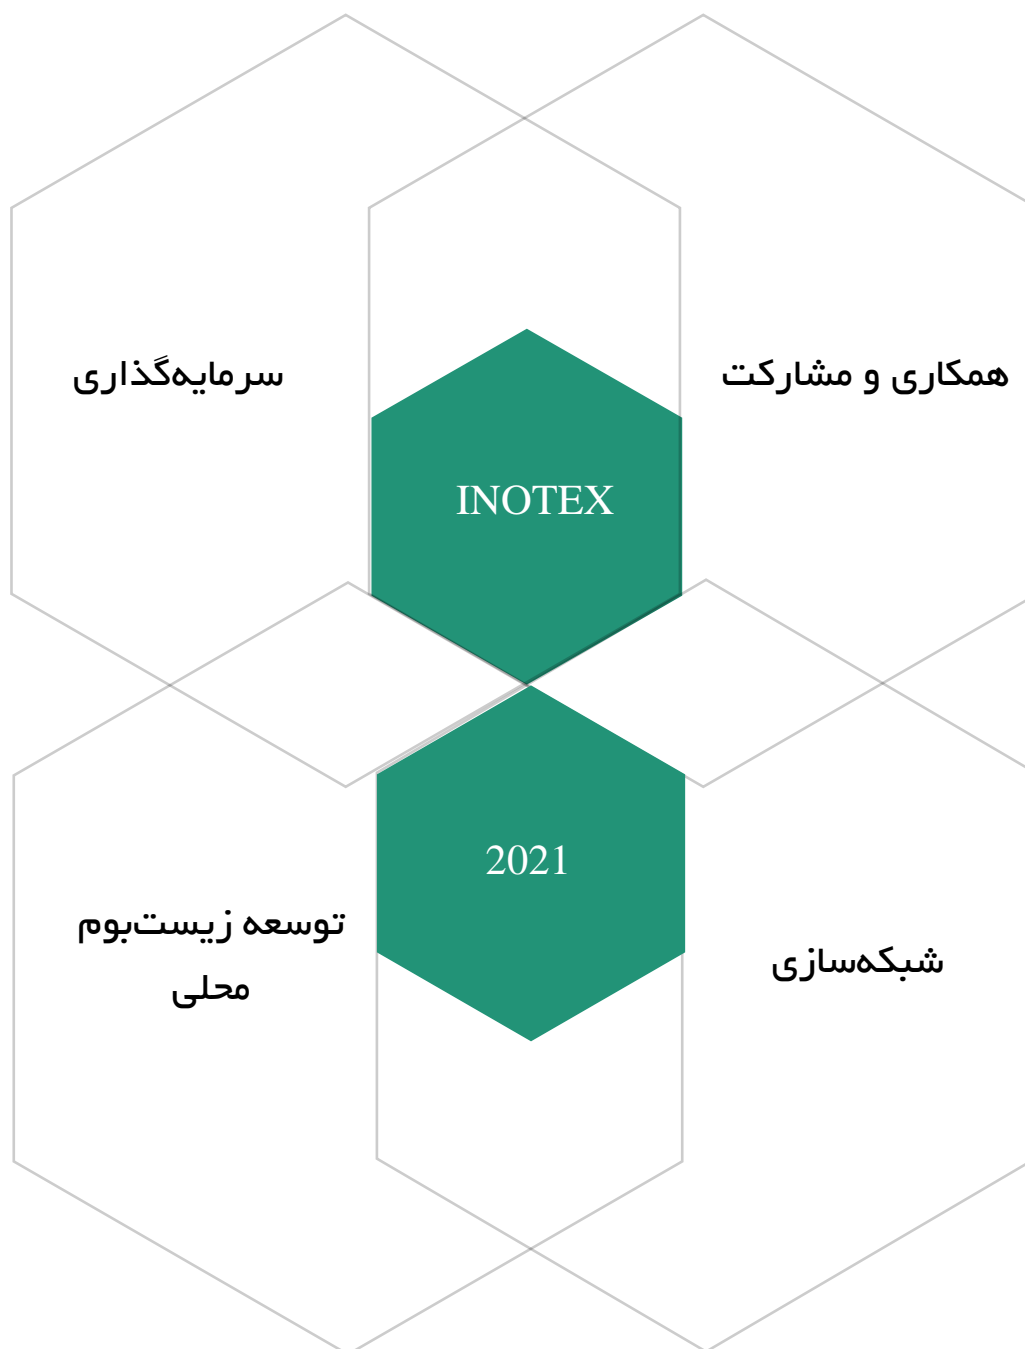 همکاری و مشارکت
سرمایه‌گذاری
INOTEX
2021
توسعه زیست‌بوم
محلی
شبکه‌سازی